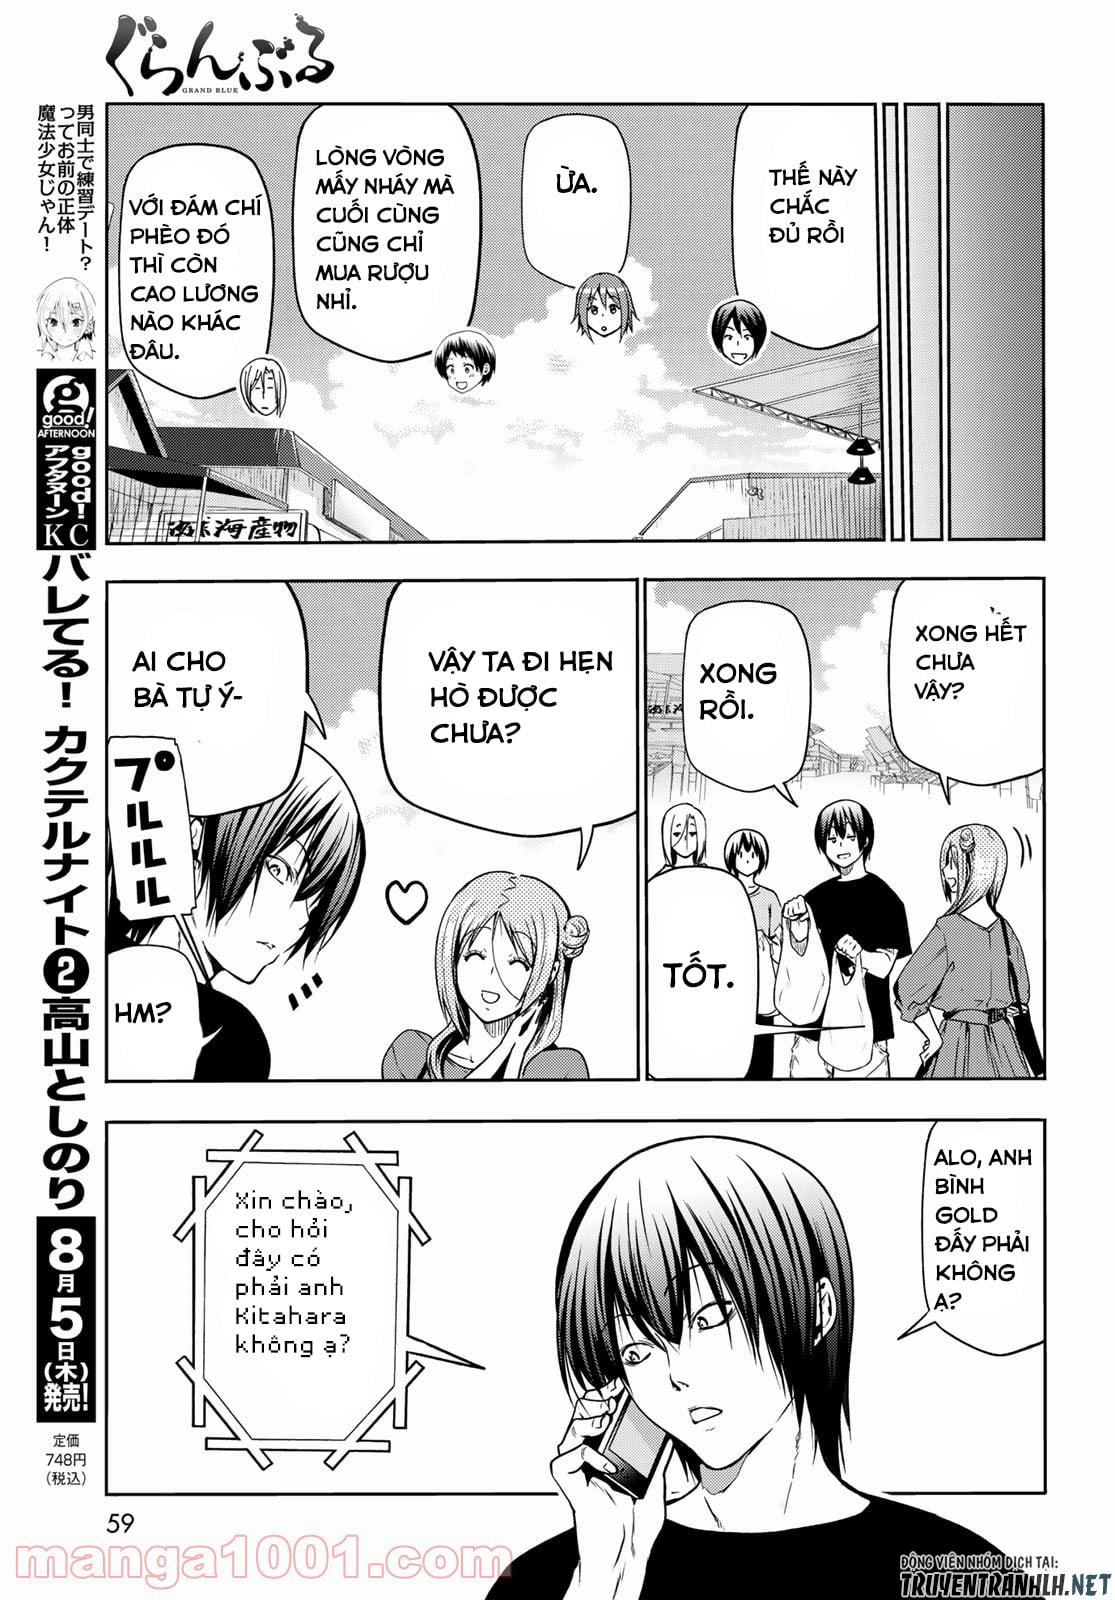 ぐらんぶる
GRAND BLUE
男同士で練習デート?
ってお前の正体
魔法少女じゃん!
good!
AFTERNOON
good!
アフタヌーン
KC
バレてる! カクテルナイト 2 高山としのり
8月5日(木)発売!
定価
748円
(税込)
THẾ NÀY
CHẮC
ĐỦ RỒI
ỪA.
LÒNG VÒNG
MẤY NHÁY MÀ
CUỐI CÙNG
CŨNG CHỈ
MUA RƯỢU
NHỈ.
VỚI ĐÁM CHÍ
PHÈO ĐÓ
THÌ CÒN
CAO LƯƠNG
NÀO KHÁC
ĐÂU.
海産物
XONG HẾT
CHƯA
VẬY?
XONG
RỒI.
TỐT.
VẬY TA ĐI HẸN
HÒ ĐƯỢC
CHƯA?
AI CHO
BÀ TỰ Ý-
プルルルル
HM?
ALO, ANH
BÌNH
GOLD
ĐẤY PHẢI
KHÔNG
Ạ?
Xin chào,
cho hỏi
đây có
phải anh
Kitahara
không ạ?
59
manga1001.com
ĐỘNG VIÊN NHÓM DỊCH TẠI:
TRUYENTRANHLH.NET